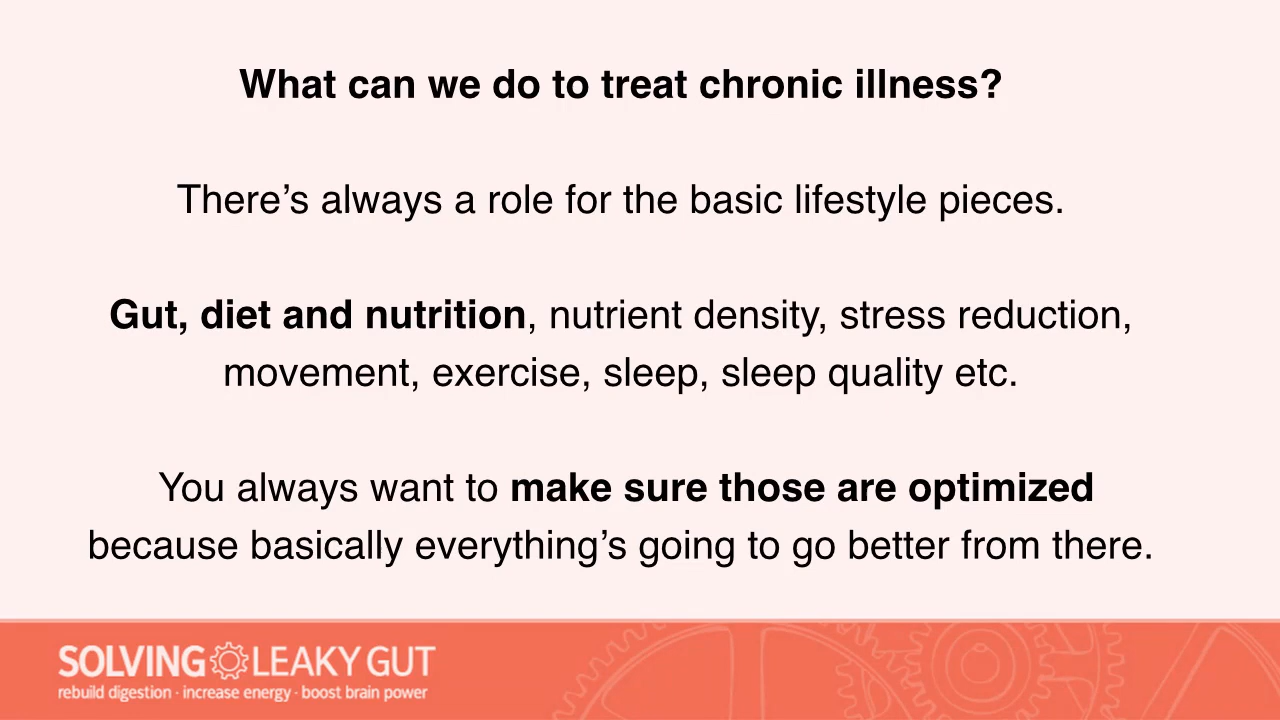 What can we do to treat chronic illness?
There’s always a role for the basic lifestyle pieces.
Gut, diet and nutrition, nutrient density, stress reduction,
movement, exercise, sleep, sleep quality etc.
You always want to make sure those are optimized
because basically everything’s going to go better from there.
SOLVING LEAKY GUT
rebuild digestion · increase energy · boost brain power